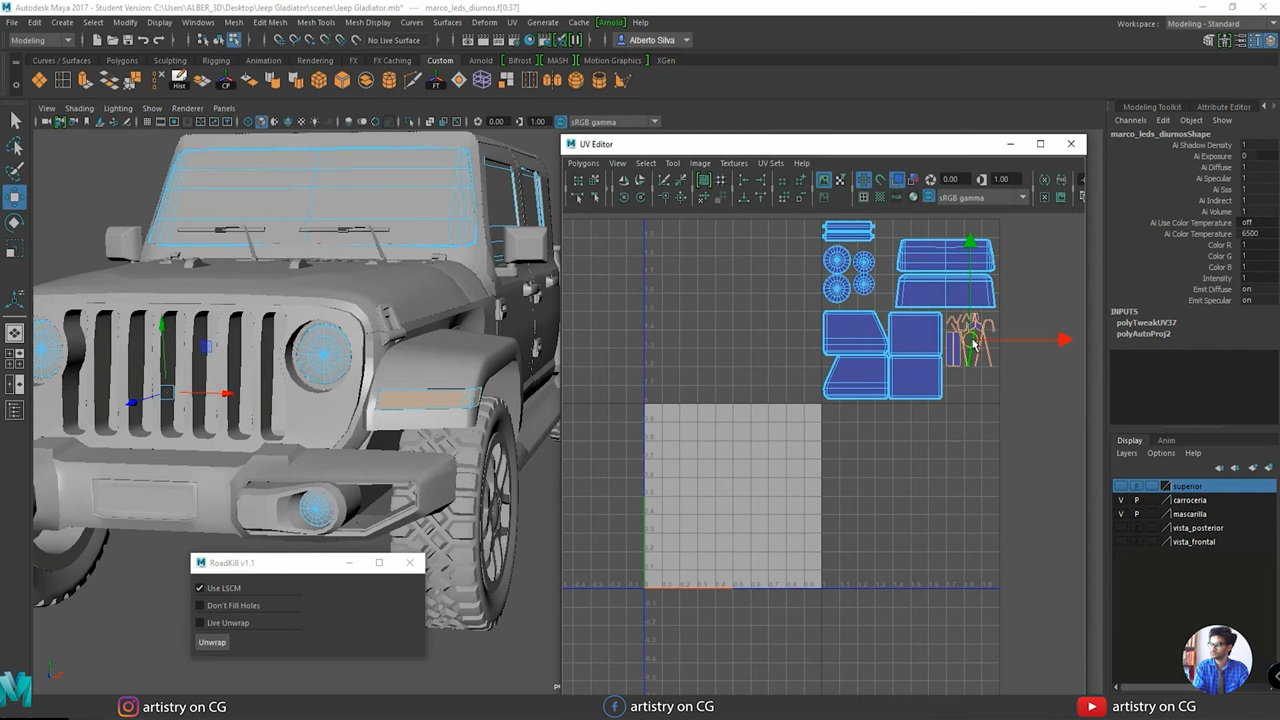 Autodesk Maya 2017 - Student Version: C:\Users\ALBER_3D\Desktop\Jeep Gladiator\scenes\Jeep Gladiator.mb* --- marco_leds_diurnos.f[0:37]
File Edit Create Select Modify Display Windows Mesh Edit Mesh Mesh Tools Mesh Display Curves Surfaces Deform UV Generate Cache [Arnold] Help
Workspace : Modeling - Standard
Modeling No Live Surface Alberto Silva
Curves / Surfaces Polygons Sculpting Rigging Animation Rendering FX FX Caching Custom Arnold Bifrost MASH Motion Graphics XGen
Hist CP FT
View Shading Lighting Show Renderer Panels
0.00 1.00 sRGB gamma
UV Editor
Polygons View Select Tool Image Textures UV Sets Help
0.00 1.00
sRGB gamma
Modeling Toolkit Attribute Editor
Channels Edit Object Show
marco_leds_diurnosShape
Ai Shadow Density 1
Ai Exposure 0
Ai Diffuse 1
Ai Specular 1
Ai Sss 1
Ai Indirect 1
Ai Volume 1
Ai Use Color Temperature off
Ai Color Temperature 6500
Color R 1
Color G 1
Color B 1
Intensity 1
Emit Diffuse on
Emit Specular on
INPUTS
polyTweakUV37
polyAutoProj2
Display Anim
Layers Options Help
superior
V P carroceria
V P mascarilla
vista_posterior
vista_frontal
RoadKill v1.1
Use LSCM
Don't Fill Holes
Live Unwrap
Unwrap
artistry on CG
artistry on CG
artistry on CG